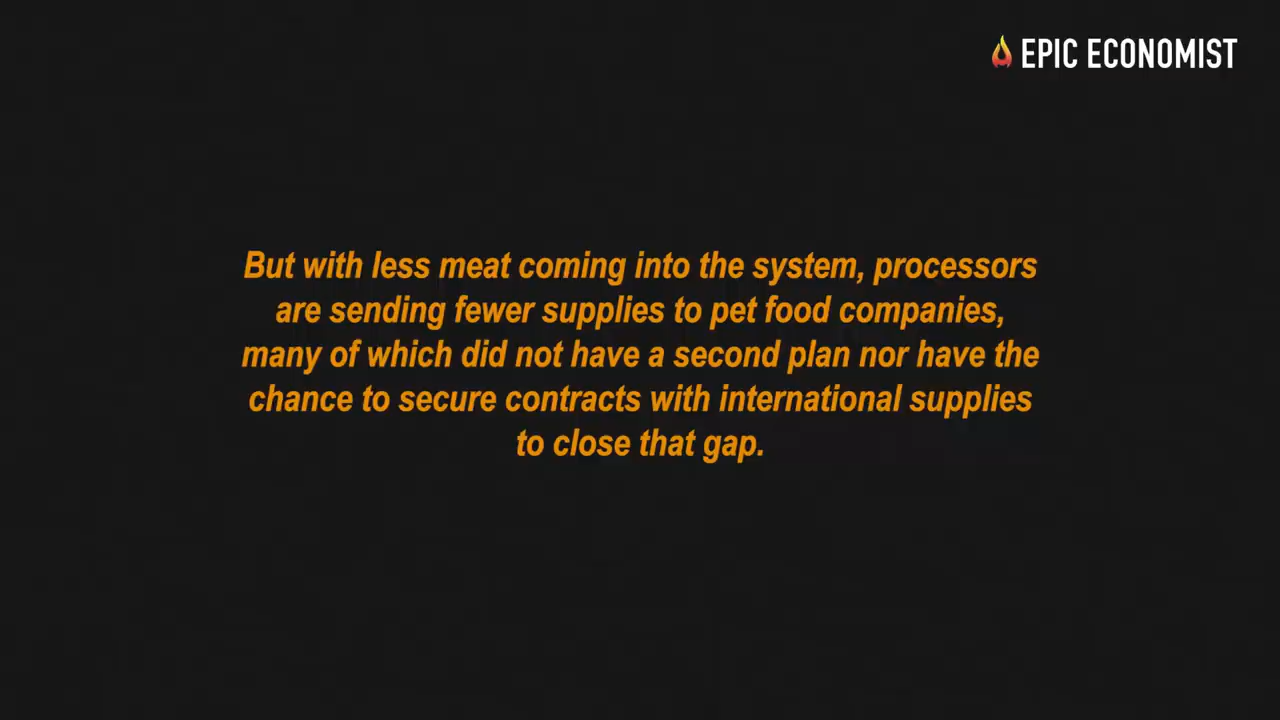 EPIC ECONOMIST
But with less meat coming into the system, processors
are sending fewer supplies to pet food companies,
many of which did not have a second plan nor have the
chance to secure contracts with international supplies
to close that gap.